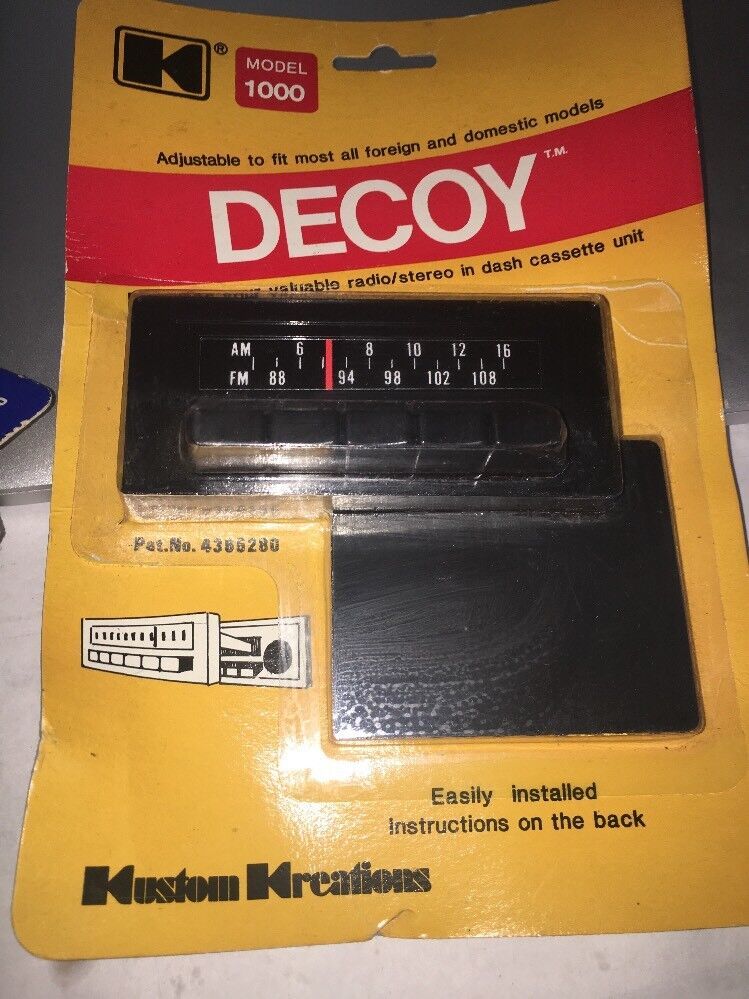 K®
MODEL
1000
Adjustable to fit most all foreign and domestic models
DECOY T.M.
valuable radio/stereo in dash cassette unit
AM 6 8 10 12 16
FM 88 94 98 102 108
Pat.No. 4366280
Easily installed
Instructions on the back
Kustom Kreations